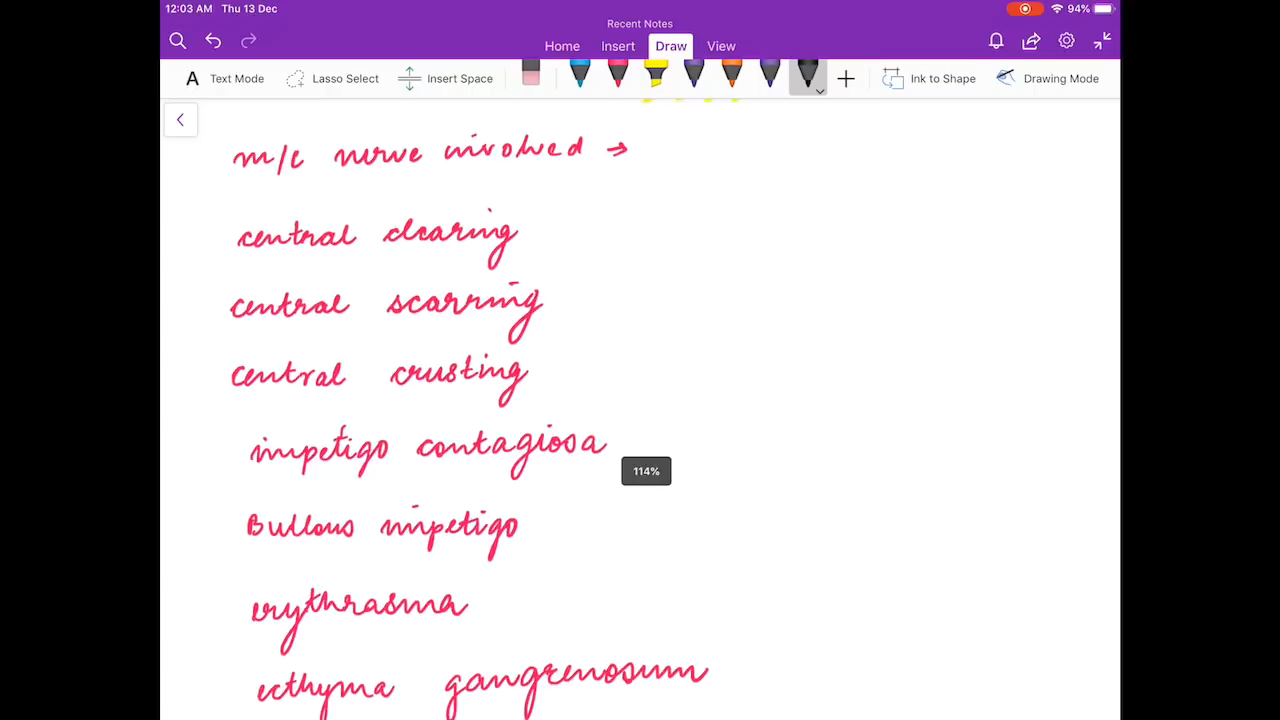 12:03 AM Thu 13 Dec
94%
Recent Notes
Home Insert Draw View
A Text Mode Lasso Select Insert Space Ink to Shape Drawing Mode
m/c nerve involved →
central clearing
central scarring
central crusting
impetigo contagiosa
114%
Bullous impetigo
erythrasma
ecthyma gangrenosum